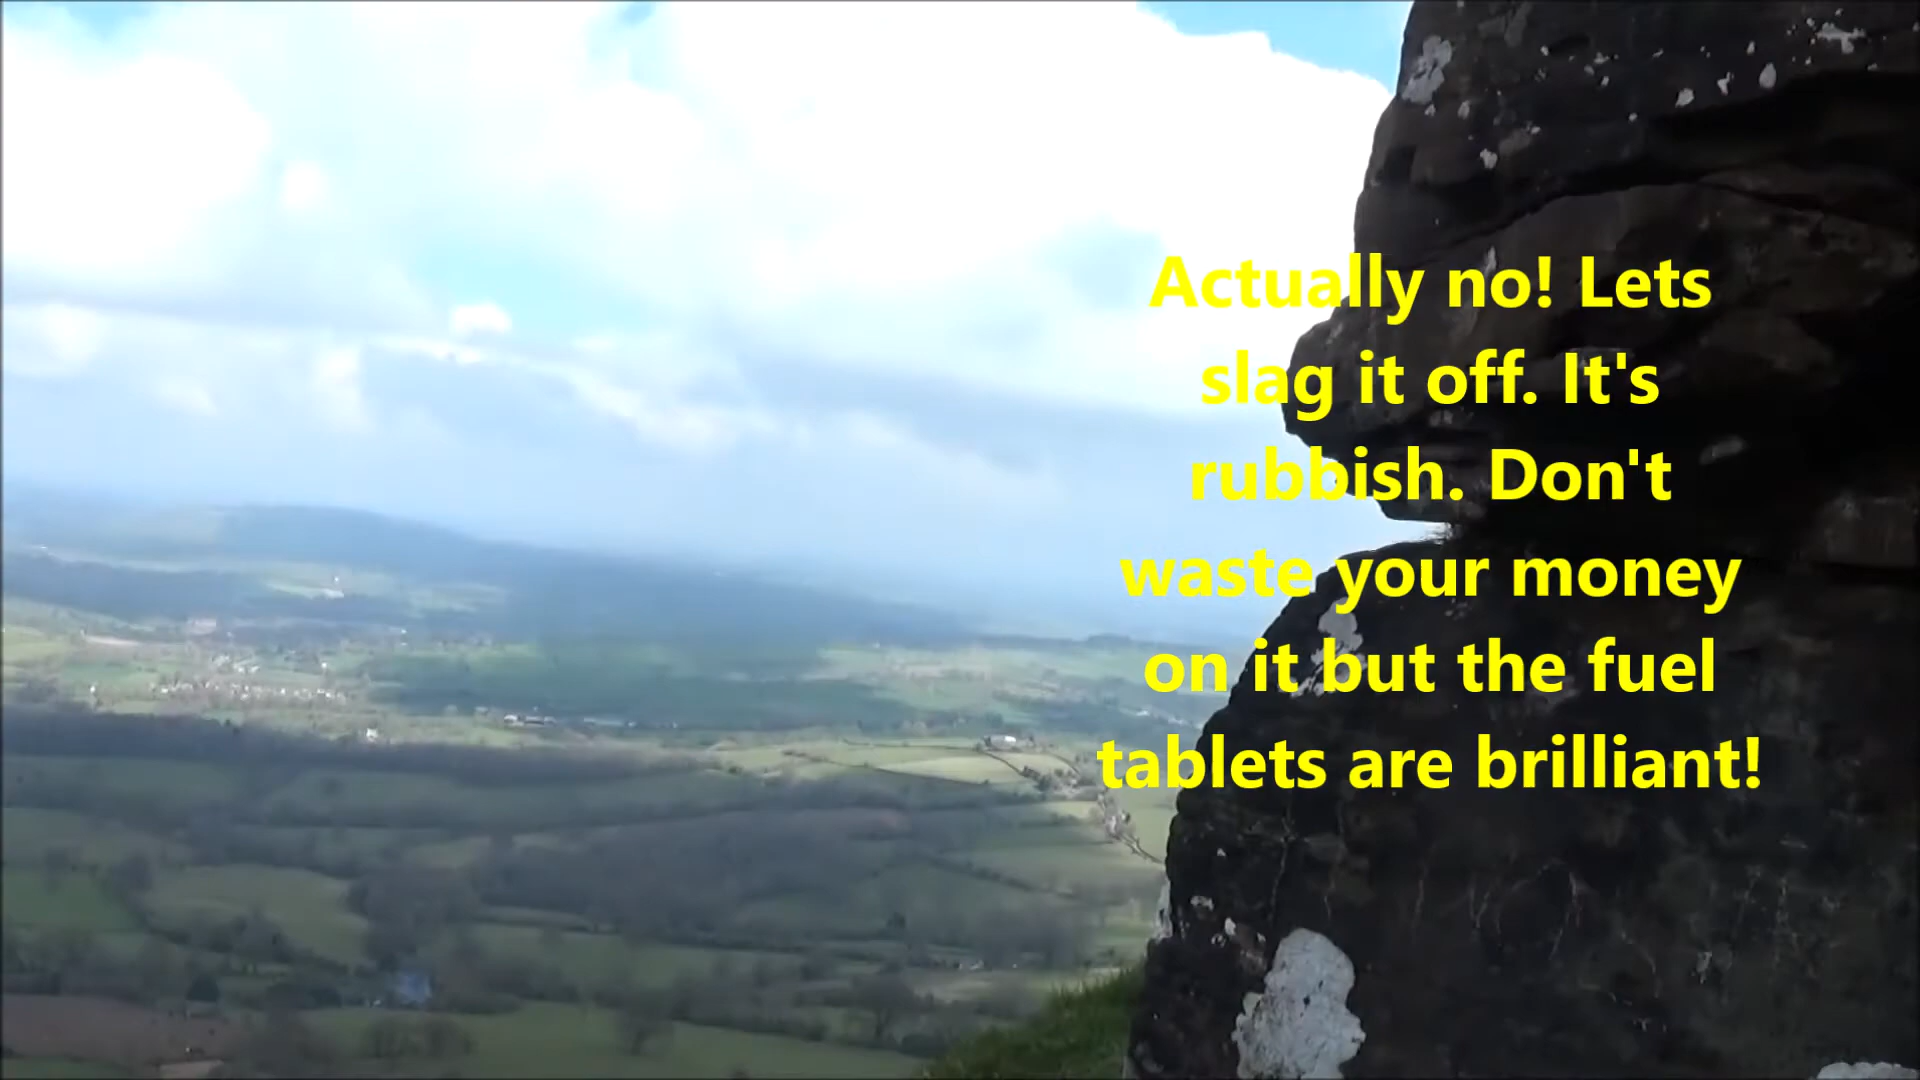 Actually no! Lets
slag it off. It's
rubbish. Don't
waste your money
on it but the fuel
tablets are brilliant!